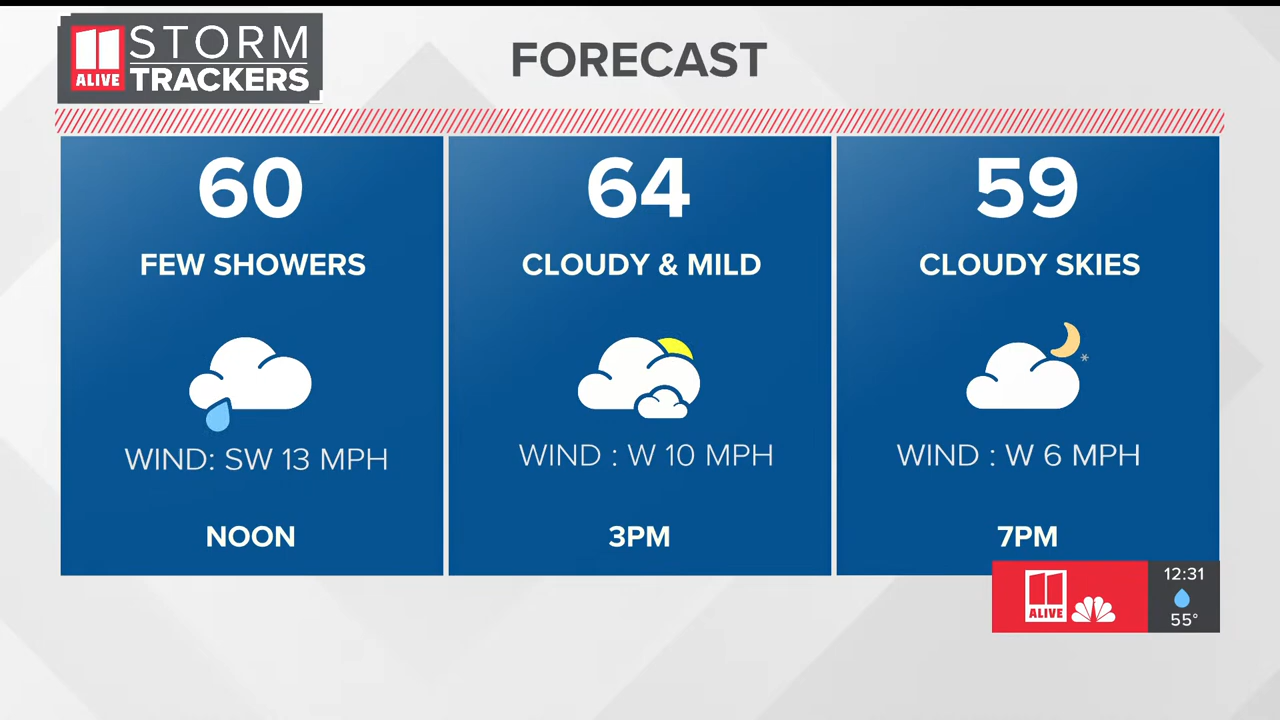 11
ALIVE
STORM
TRACKERS
FORECAST
60
FEW SHOWERS
WIND: SW 13 MPH
NOON
64
CLOUDY & MILD
WIND : W 10 MPH
3PM
59
CLOUDY SKIES
WIND : W 6 MPH
7PM
11
ALIVE
12:31
55°